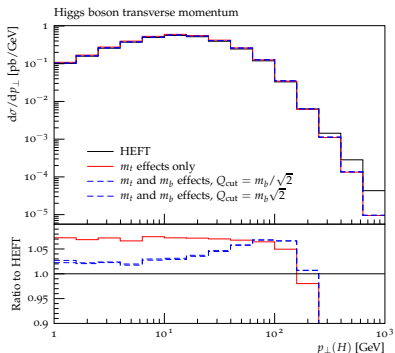 Higgs boson transverse momentum
dσ/dp⊥ [pb/GeV]
1
10⁻¹
10⁻²
10⁻³
10⁻⁴
10⁻⁵
HEFT
m_t effects only
m_t and m_b effects, Q_cut = m_b/√2
m_t and m_b effects, Q_cut = m_b√2
Ratio to HEFT
1.05
1.0
0.95
0.9
1 10¹ 10² 10³
p⊥(H) [GeV]